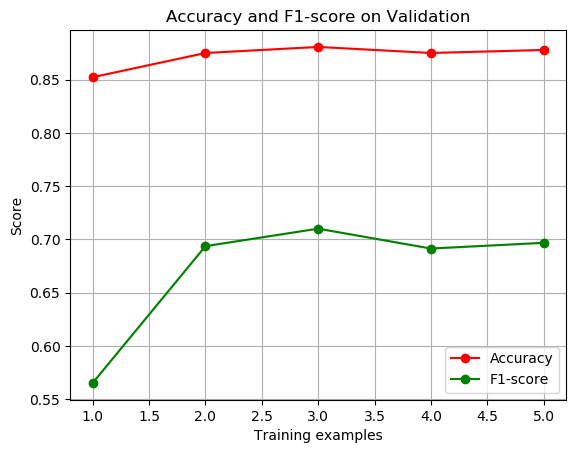 Accuracy and F1-score on Validation
Score
0.85
0.80
0.75
0.70
0.65
0.60
0.55
Accuracy
F1-score
1.0 1.5 2.0 2.5 3.0 3.5 4.0 4.5 5.0
Training examples